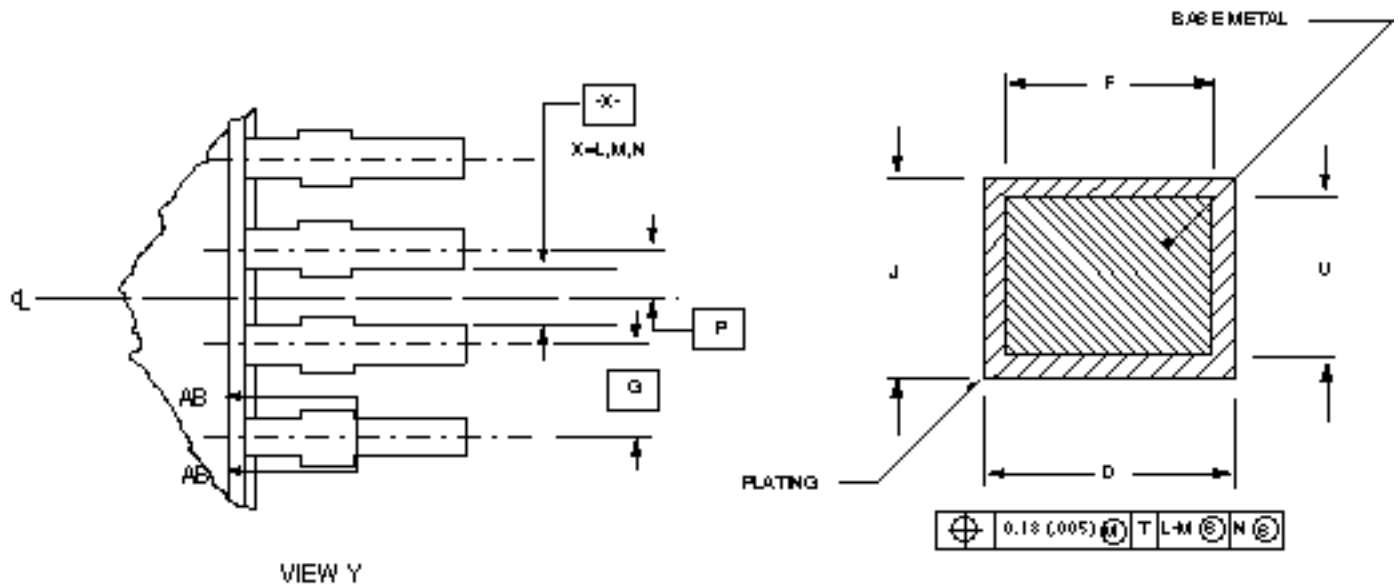 BASE METAL
F
-X-
X=L,M,N
J
U
℄
P
G
AB
AB
PLATING
D
⌖ 0.18 (.005) Ⓜ T L-M Ⓢ N Ⓢ
VIEW Y